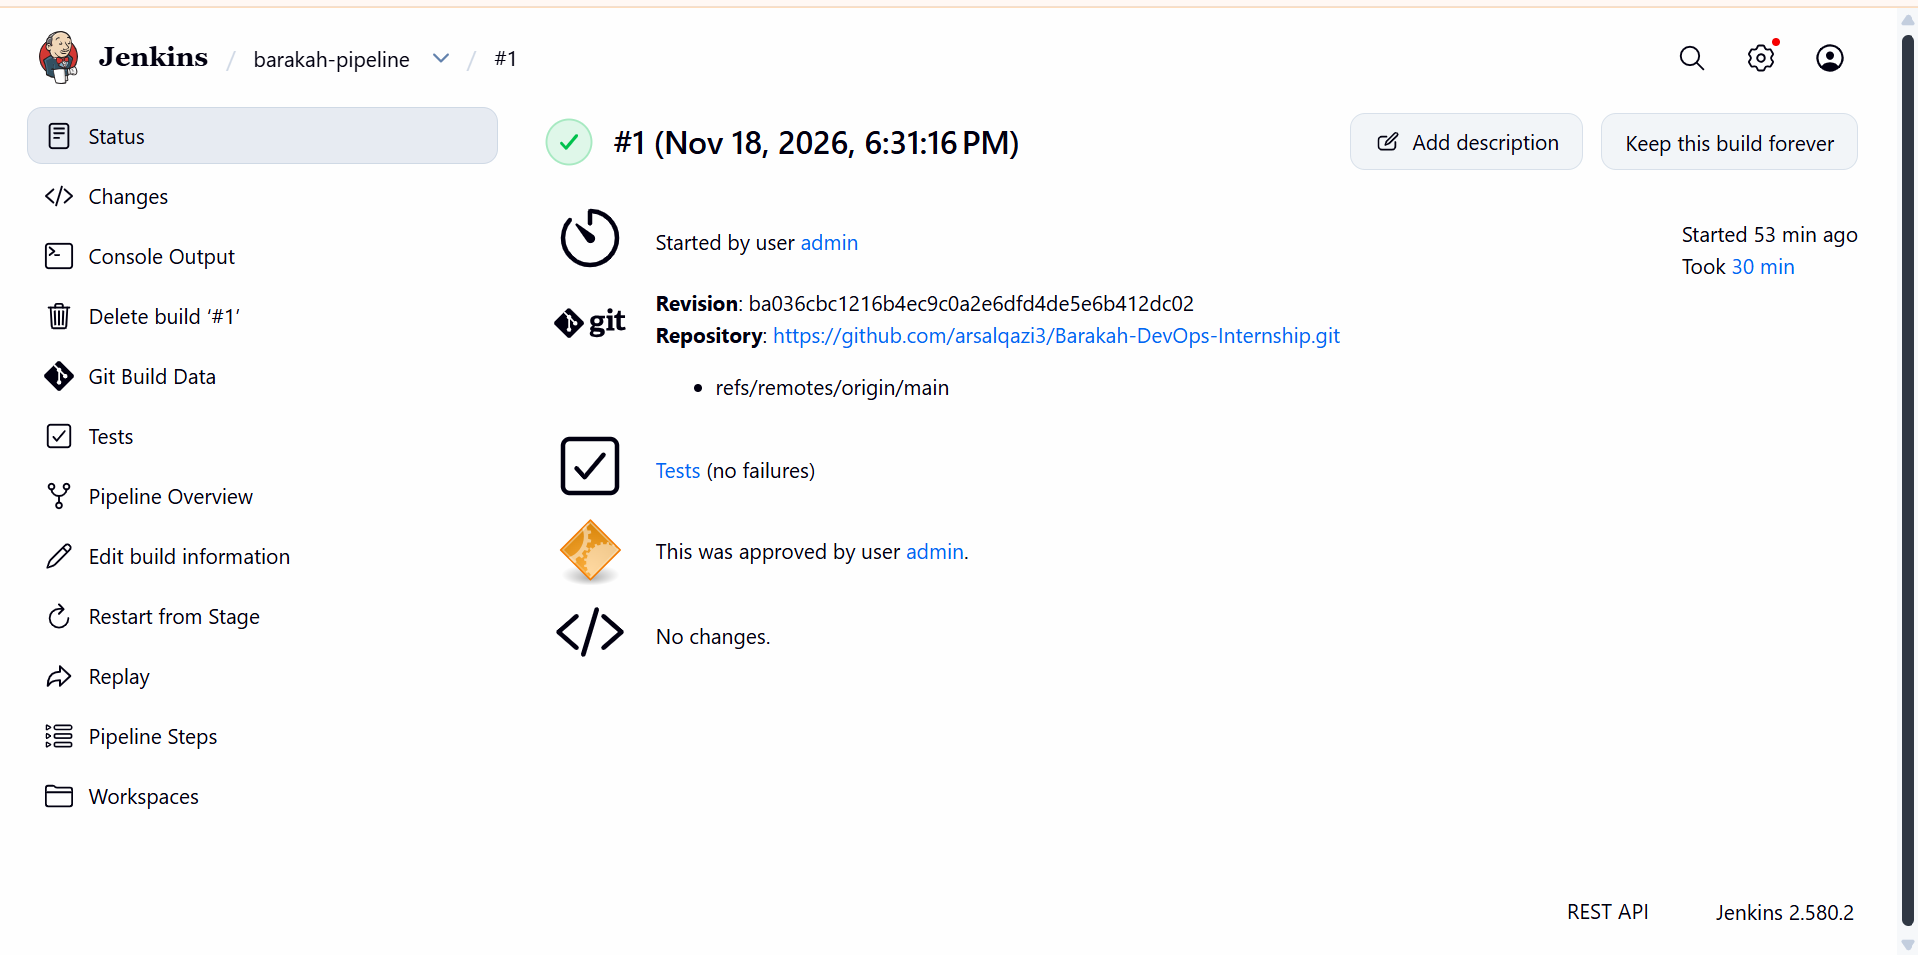 Jenkins / barakah-pipeline / #1
Status
Changes
Console Output
Delete build ‘#1’
Git Build Data
Tests
Pipeline Overview
Edit build information
Restart from Stage
Replay
Pipeline Steps
Workspaces
#1 (Nov 18, 2026, 6:31:16 PM)
Add description
Keep this build forever
Started by user admin
Started 53 min ago
Took 30 min
git
Revision: ba036cbc1216b4ec9c0a2e6dfd4de5e6b412dc02
Repository: https://github.com/arsalqazi3/Barakah-DevOps-Internship.git
• refs/remotes/origin/main
Tests (no failures)
This was approved by user admin.
No changes.
REST API
Jenkins 2.580.2